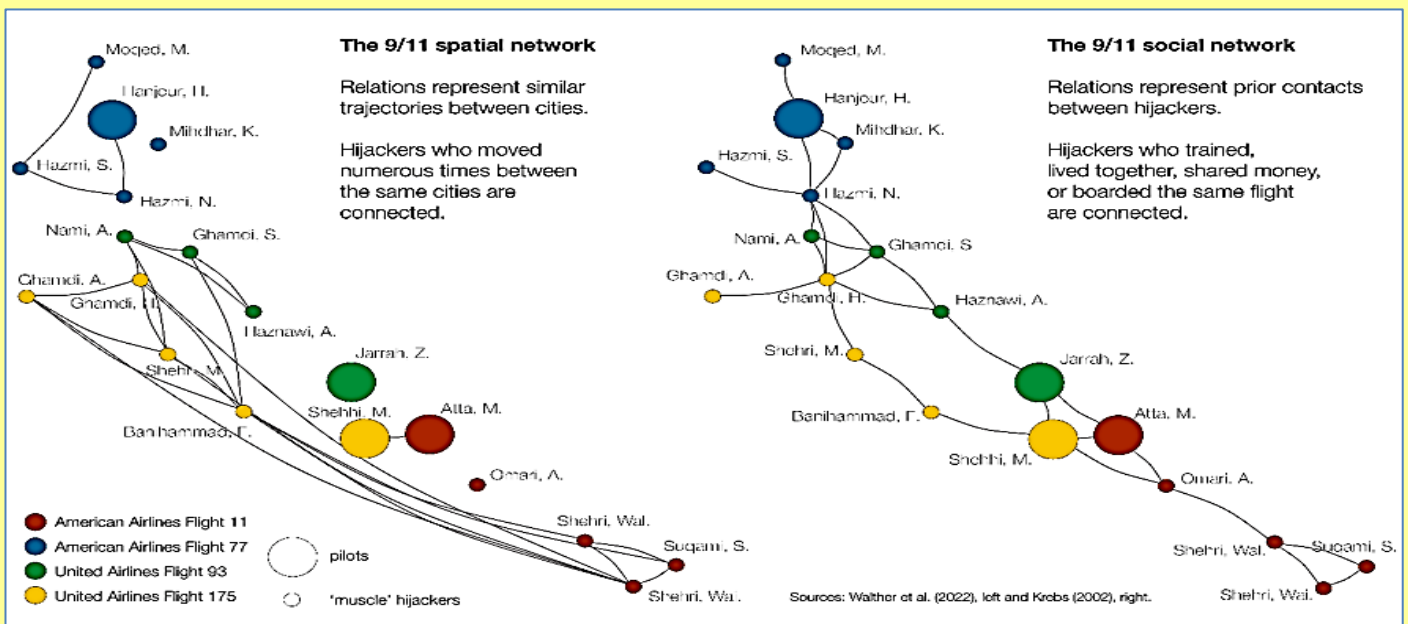 The 9/11 spatial network
Relations represent similar
trajectories between cities.
Hijackers who moved
numerous times between
the same cities are
connected.
Moqed, M.
Hanjour, H.
Mihdhar, K.
Hazmi, S.
Hazmi, N.
Nami, A.
Ghamdi, S.
Ghamdi, A.
Ghamdi, H.
Haznawi, A.
Shehri, M.
Jarrah, Z.
Banihammad, F.
Shehhi, M.
Atta, M.
Omari, A.
Shehri, Wal.
Suqami, S.
Shehri, Wai.
American Airlines Flight 11
American Airlines Flight 77
United Airlines Flight 93
United Airlines Flight 175
pilots
'muscle' hijackers
The 9/11 social network
Relations represent prior contacts
between hijackers.
Hijackers who trained,
lived together, shared money,
or boarded the same flight
are connected.
Moqed, M.
Hanjour, H.
Mihdhar, K.
Hazmi, S.
Hazmi, N.
Nami, A.
Ghamdi, S
Ghamdi, A.
Ghamdi, H.
Haznawi, A.
Shehri, M.
Jarrah, Z.
Banihammad, F.
Atta, M.
Shehhi, M.
Omari, A.
Shehri, Wal.
Suqami, S.
Shehri, Wai.
Sources: Walther et al. (2022), left and Krebs (2002), right.